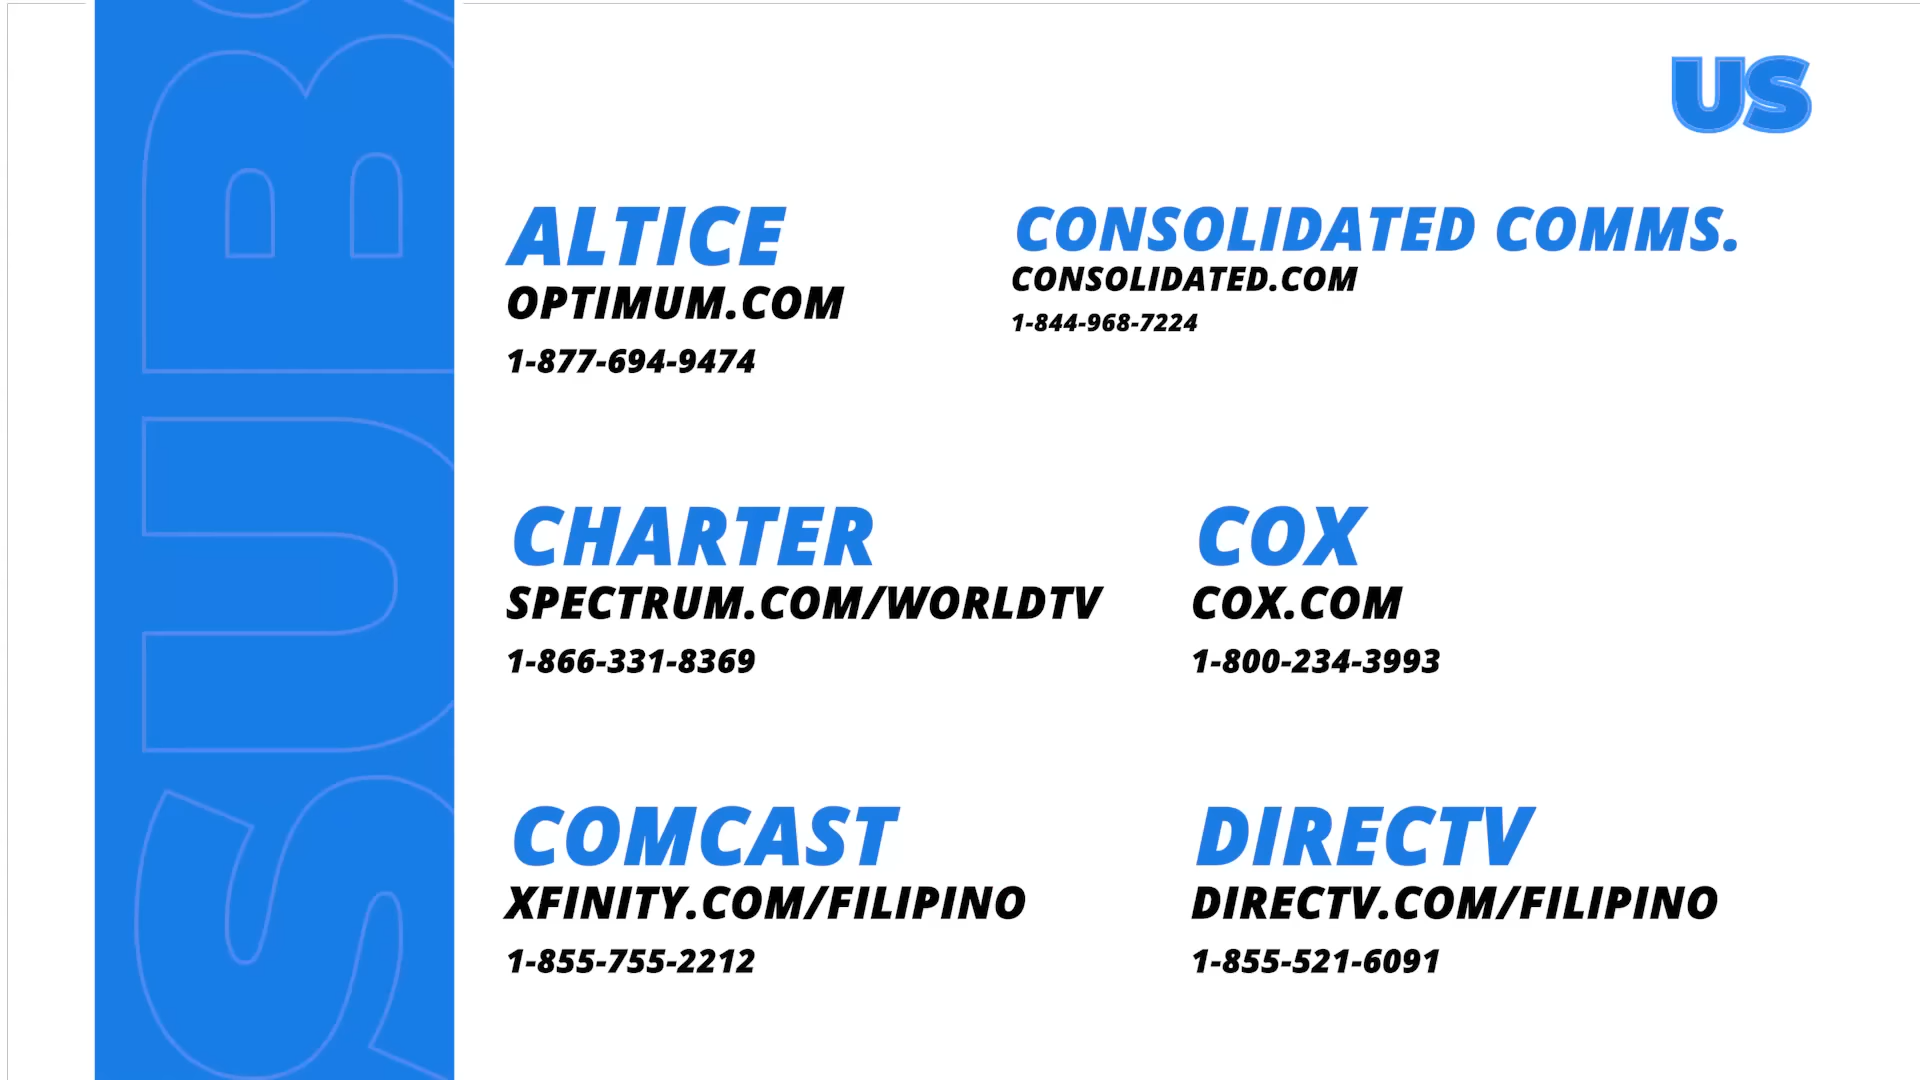 US
SUBS
ALTICE
OPTIMUM.COM
1-877-694-9474
CONSOLIDATED COMMS.
CONSOLIDATED.COM
1-844-968-7224
CHARTER
SPECTRUM.COM/WORLDTV
1-866-331-8369
COX
COX.COM
1-800-234-3993
COMCAST
XFINITY.COM/FILIPINO
1-855-755-2212
DIRECTV
DIRECTV.COM/FILIPINO
1-855-521-6091